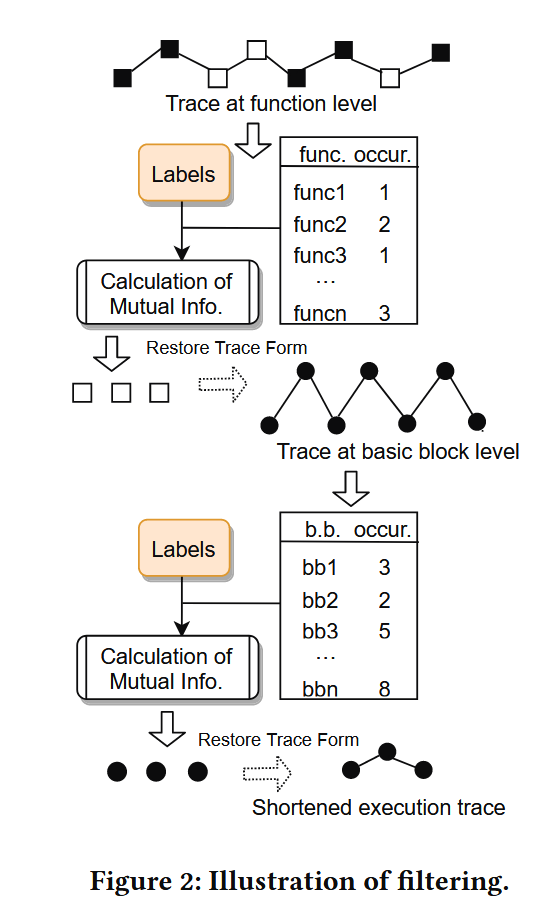 Trace at function level
Labels
func. occur.
func1 1
func2 2
func3 1
...
funcn 3
Calculation of
Mutual Info.
Restore Trace Form
Trace at basic block level
Labels
b.b. occur.
bb1 3
bb2 2
bb3 5
...
bbn 8
Calculation of
Mutual Info.
Restore Trace Form
Shortened execution trace
Figure 2: Illustration of filtering.